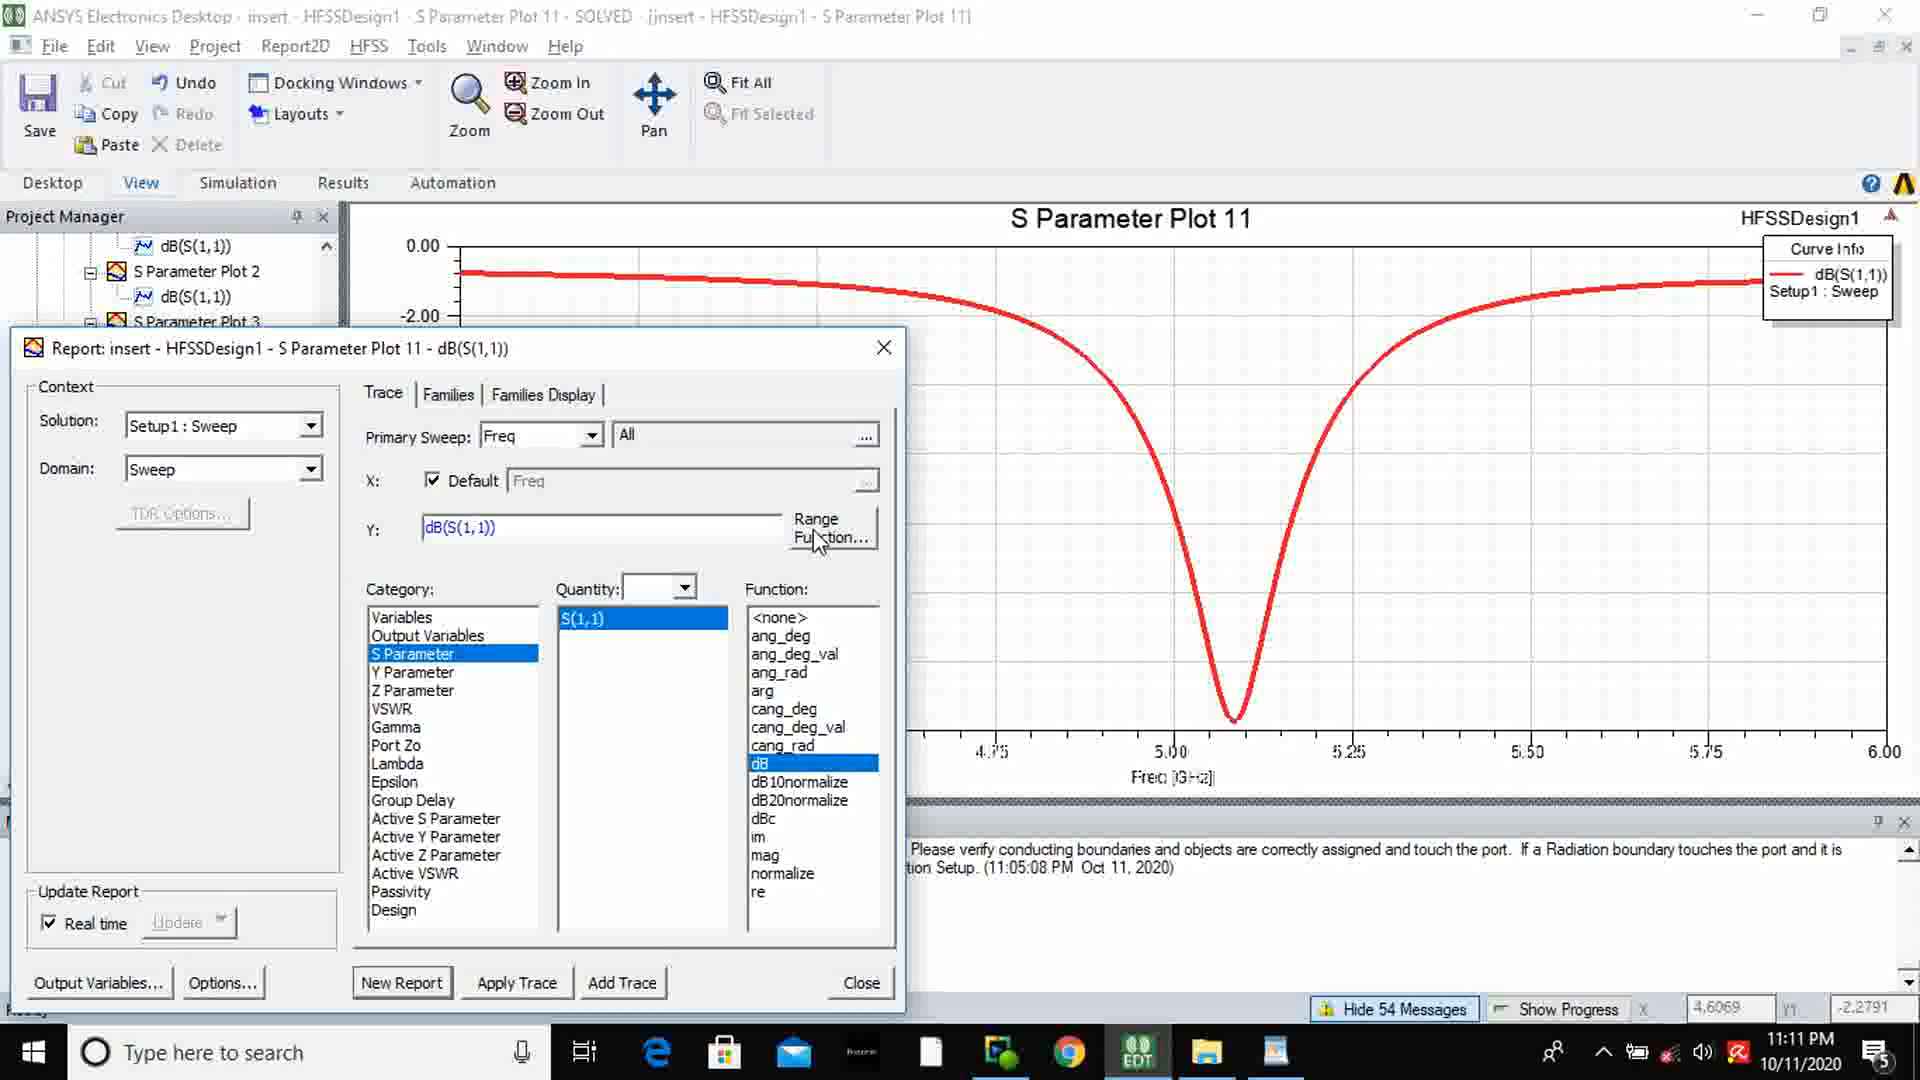 ANSYS Electronics Desktop - insert - HFSSDesign1 - S Parameter Plot 11 - SOLVED - [insert - HFSSDesign1 - S Parameter Plot 11]
File Edit View Project Report2D HFSS Tools Window Help
Save
Cut
Copy
Paste
Undo
Redo
Delete
Docking Windows
Layouts
Zoom
Zoom In
Zoom Out
Pan
Fit All
Fit Selected
Desktop View Simulation Results Automation
Project Manager
dB(S(1,1))
S Parameter Plot 2
dB(S(1,1))
S Parameter Plot 3
S Parameter Plot 11
HFSSDesign1
Curve Info
dB(S(1,1))
Setup1 : Sweep
0.00
-2.00
4.75 5.00 5.25 5.50 5.75 6.00
Freq [GHz]
Report: insert - HFSSDesign1 - S Parameter Plot 11 - dB(S(1,1))
Context
Solution: Setup1 : Sweep
Domain: Sweep
TDR Options...
Update Report
Real time Update
Output Variables... Options...
Trace Families Families Display
Primary Sweep: Freq All ...
X: Default Freq ...
Y: dB(S(1,1)) Range
Function...
Category:
Variables
Output Variables
S Parameter
Y Parameter
Z Parameter
VSWR
Gamma
Port Zo
Lambda
Epsilon
Group Delay
Active S Parameter
Active Y Parameter
Active Z Parameter
Active VSWR
Passivity
Design
Quantity:
S(1,1)
Function:
<none>
ang_deg
ang_deg_val
ang_rad
arg
cang_deg
cang_deg_val
cang_rad
dB
dB10normalize
dB20normalize
dBc
im
mag
normalize
re
New Report Apply Trace Add Trace Close
Please verify conducting boundaries and objects are correctly assigned and touch the port. If a Radiation boundary touches the port and it is
tion Setup. (11:05:08 PM Oct 11, 2020)
Hide 54 Messages Show Progress X 4.6069 Y1 -2.2791
Type here to search
EDT
11:11 PM
10/11/2020
5